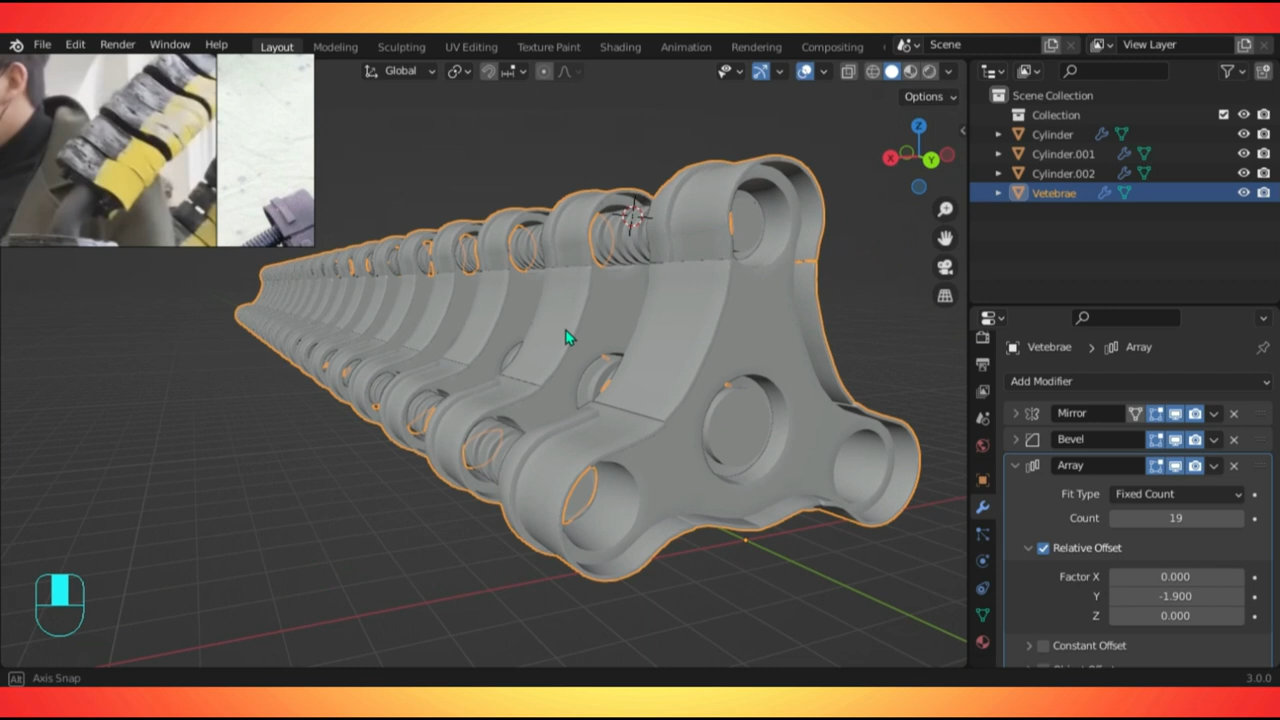 File Edit Render Window Help Layout Modeling Sculpting UV Editing Texture Paint Shading Animation Rendering Compositing Scene View Layer
Global
Options
Z
X
Y
Scene Collection
Collection
Cylinder
Cylinder.001
Cylinder.002
Vetebrae
Vetebrae Array
Add Modifier
Mirror
Bevel
Array
Fit Type Fixed Count
Count 19
Relative Offset
Factor X 0.000
Y -1.900
Z 0.000
Constant Offset
Alt Axis Snap 3.0.0